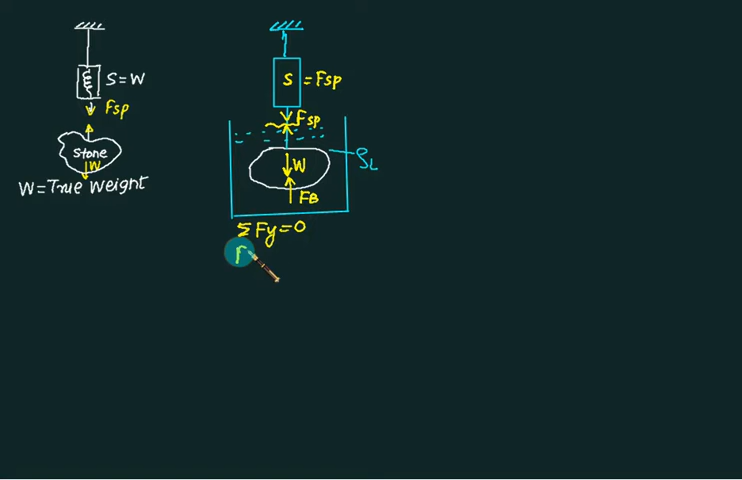 S=W
Fsp
Stone
W
W=True Weight
S =Fsp
Fsp
W
ρL
FB
ΣFy=0